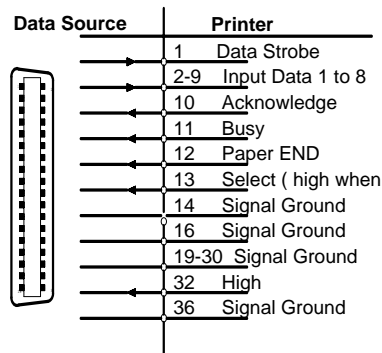 Data Source Printer
1 Data Strobe
2-9 Input Data 1 to 8
10 Acknowledge
11 Busy
12 Paper END
13 Select ( high when
14 Signal Ground
16 Signal Ground
19-30 Signal Ground
32 High
36 Signal Ground